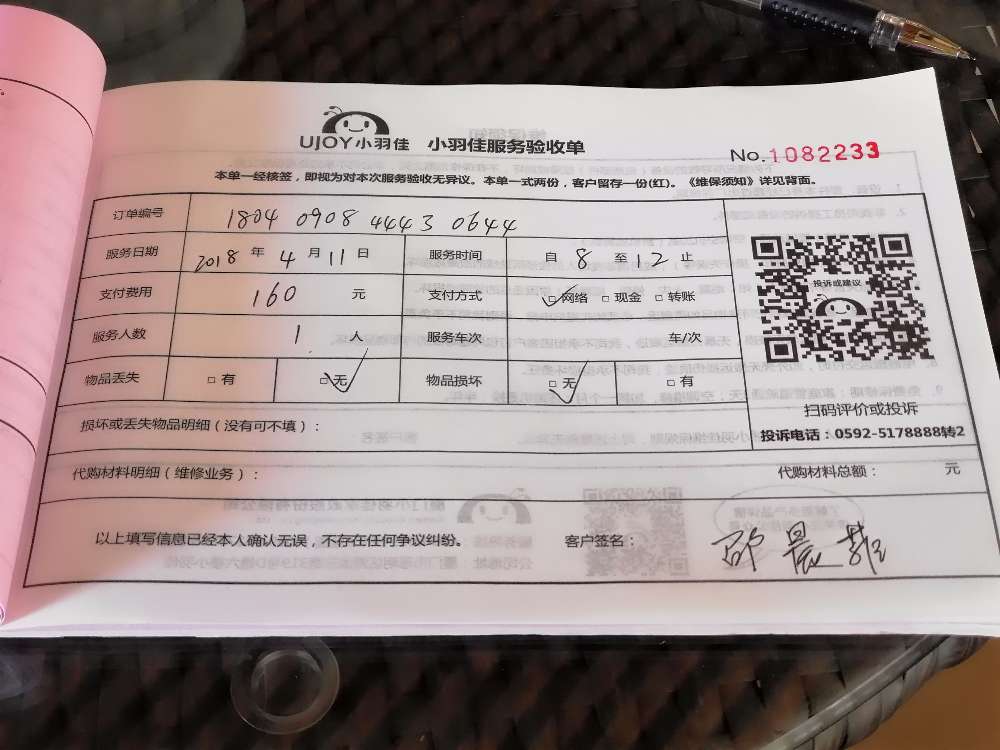 UJOY小羽佳 小羽佳服务验收单
No.1082233
本单一经核签，即视为对本次服务验收无异议。本单一式两份，客户留存一份(红)。《维保须知》详见背面。
订单编号 1804 0908 4443 0644
服务日期 2018 年 4 月 11 日 服务时间 自 8 至 12 止
支付费用 160 元 支付方式 ☑网络 □现金 □转账
服务人数 1 人 服务车次 车/次
物品丢失 □有 ☑无 物品损坏 ☑无 □有
投诉或建议
扫码评价或投诉
投诉电话：0592-5178888转2
损坏或丢失物品明细（没有可不填）：
代购材料明细（维修业务）： 代购材料总额： 元
以上填写信息已经本人确认无误，不存在任何争议纠纷。 客户签名： 邵晨